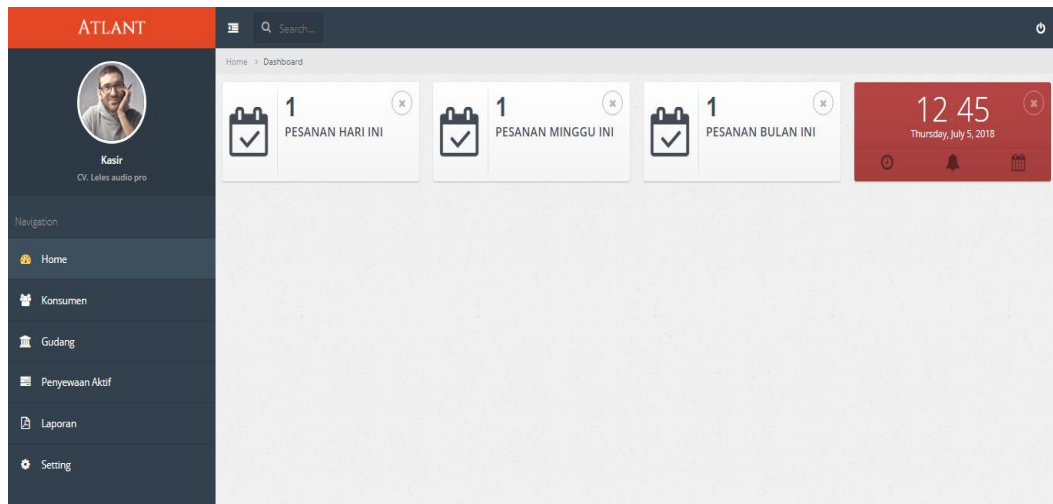 ATLANT
Search...
Home > Dashboard
Kasir
CV. Leles audio pro
Navigation
Home
Konsumen
Gudang
Penyewaan Aktif
Laporan
Setting
1
PESANAN HARI INI
1
PESANAN MINGGU INI
1
PESANAN BULAN INI
12 45
Thursday, July 5, 2018